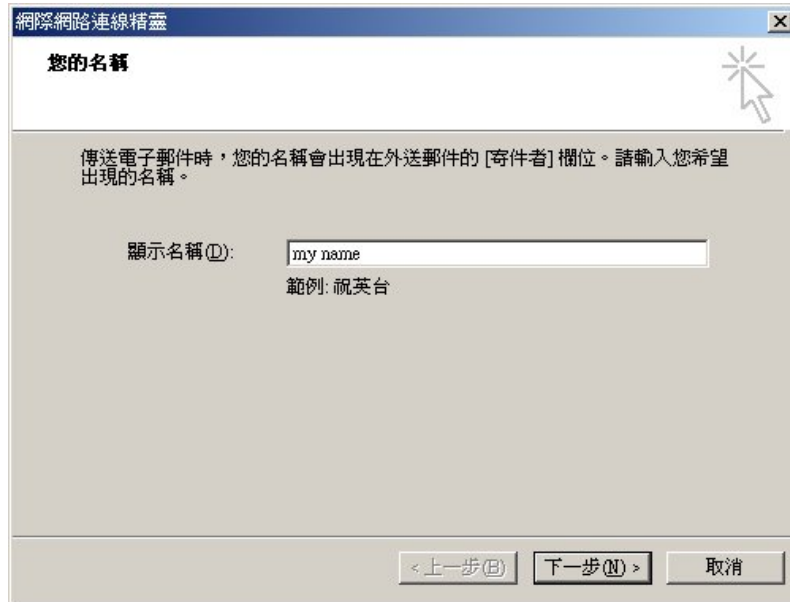 網際網路連線精靈
您的名稱
傳送電子郵件時，您的名稱會出現在外送郵件的 [寄件者] 欄位。請輸入您希望
出現的名稱。
顯示名稱(D): my name
範例: 祝英台
<上一步(B) 下一步(N) > 取消